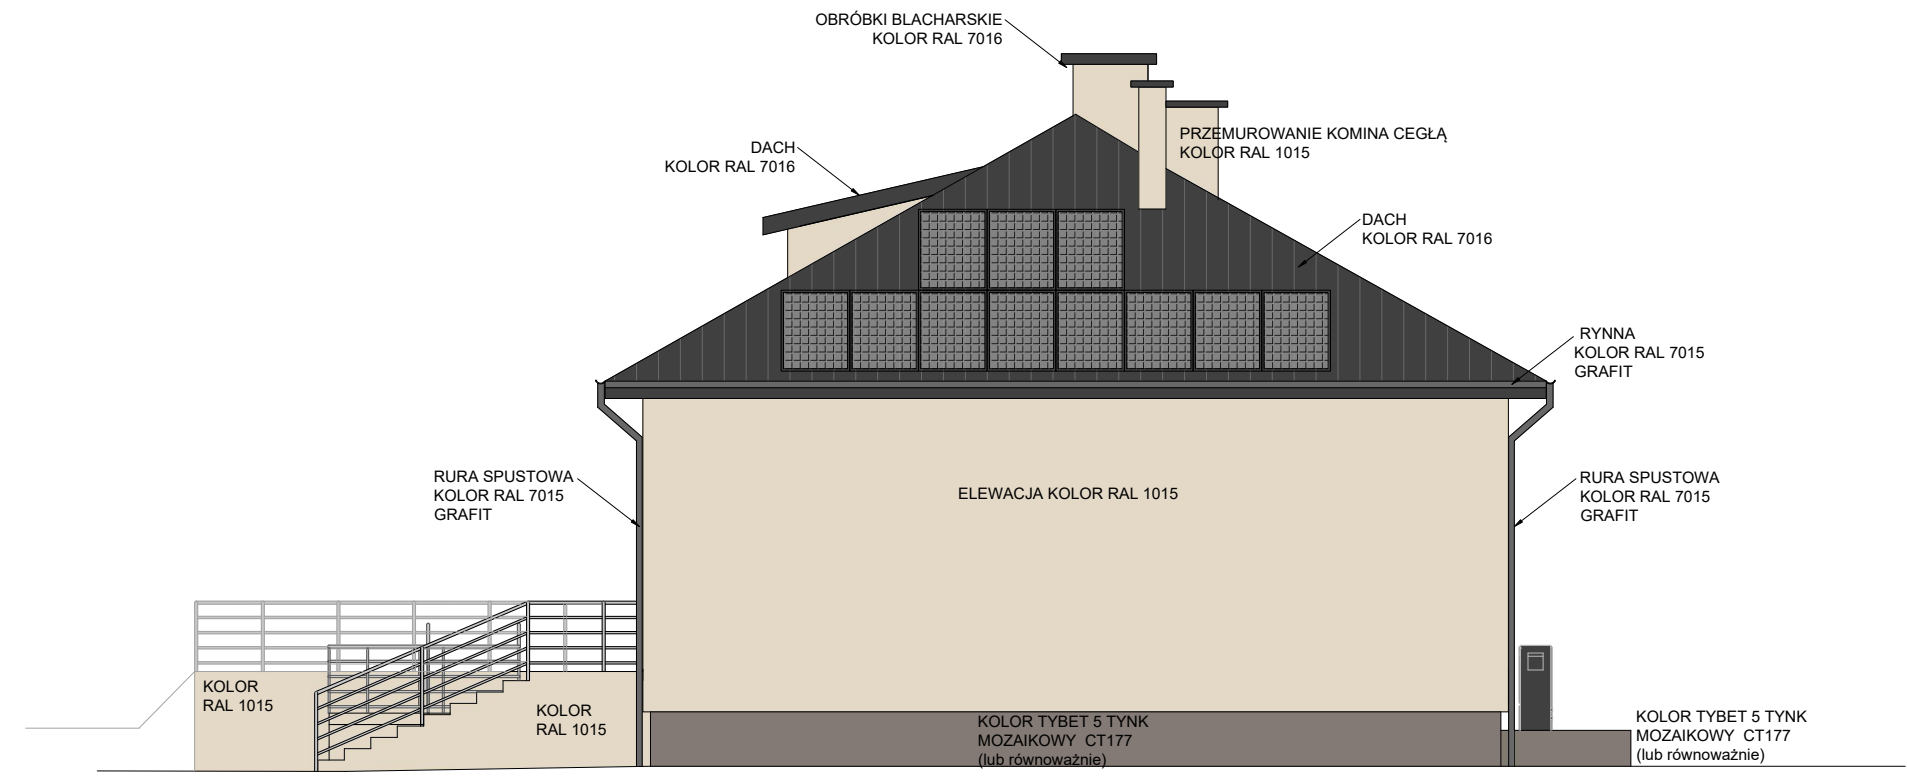 OBRÓBKI BLACHARSKIE
KOLOR RAL 7016
PRZEMUROWANIE KOMINA CEGŁĄ
KOLOR RAL 1015
DACH
KOLOR RAL 7016
DACH
KOLOR RAL 7016
RYNNA
KOLOR RAL 7015
GRAFIT
RURA SPUSTOWA
KOLOR RAL 7015
GRAFIT
ELEWACJA KOLOR RAL 1015
RURA SPUSTOWA
KOLOR RAL 7015
GRAFIT
KOLOR
RAL 1015
KOLOR
RAL 1015
KOLOR TYBET 5 TYNK
MOZAIKOWY CT177
(lub równoważnie)
KOLOR TYBET 5 TYNK
MOZAIKOWY CT177
(lub równoważnie)